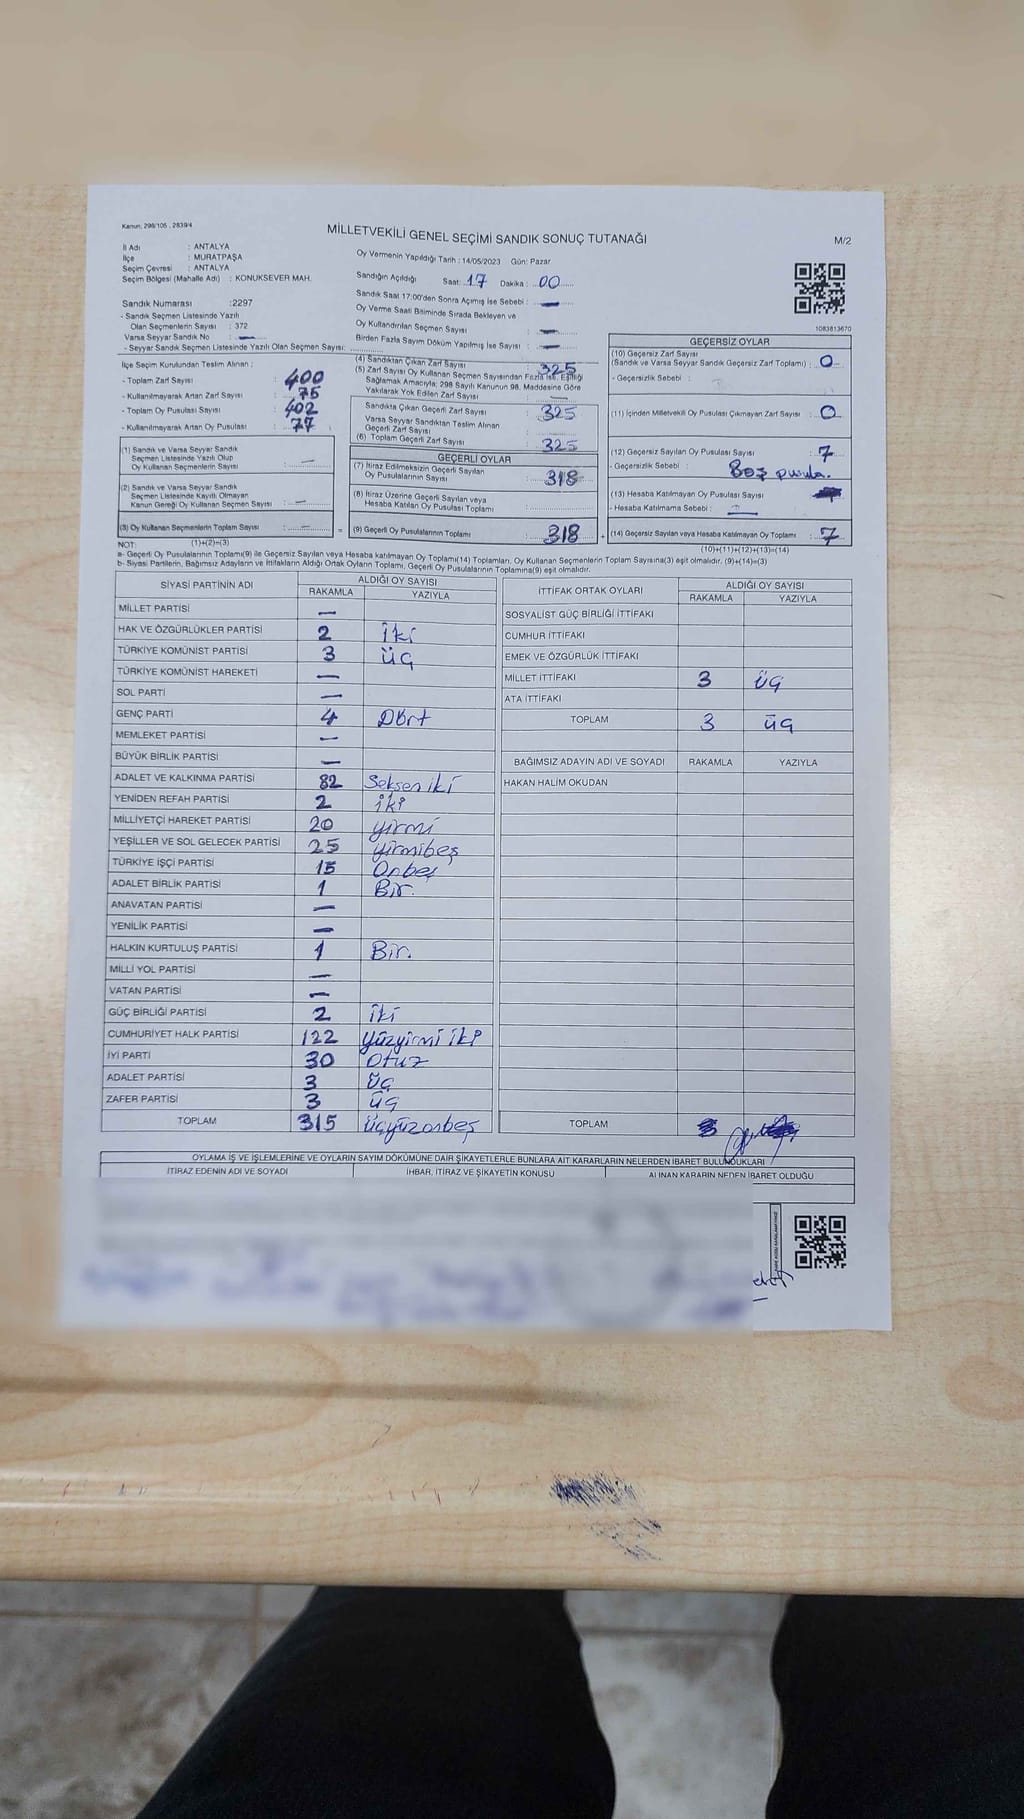 Kanun; 298/105 , 2839/4
MİLLETVEKİLİ GENEL SEÇİMİ SANDIK SONUÇ TUTANAĞI
M/2
İl Adı : ANTALYA
İlçe : MURATPAŞA
Seçim Çevresi : ANTALYA
Seçim Bölgesi (Mahalle Adı) : KONUKSEVER MAH.
Sandık Numarası :2297
- Sandık Seçmen Listesinde Yazılı
Olan Seçmenlerin Sayısı : 372
Varsa Seyyar Sandık No : —
- Seyyar Sandık Seçmen Listesinde Yazılı Olan Seçmen Sayısı:
Oy Vermenin Yapıldığı Tarih : 14/05/2023 Gün: Pazar
Sandığın Açıldığı Saat: 17 Dakika : 00
Sandık Saat 17:00'den Sonra Açımış İse Sebebi : —
Oy Verme Saati Bitiminde Sırada Bekleyen ve
Oy Kullandırılan Seçmen Sayısı : —
Birden Fazla Sayım Döküm Yapılmış İse Sayısı : —
1083813670
İlçe Seçim Kurulundan Teslim Alınan :
- Toplam Zarf Sayısı : 400
- Kullanılmayarak Artan Zarf Sayısı : 75
- Toplam Oy Pusulası Sayısı : 402
- Kullanılmayarak Artan Oy Pusulası : 77
(1) Sandık ve Varsa Seyyar Sandık
Seçmen Listesinde Yazılı Olup
Oy Kullanan Seçmenlerin Sayısı : —
(2) Sandık ve Varsa Seyyar Sandık
Seçmen Listesinde Kayıtlı Olmayan
Kanun Gereği Oy Kullanan Seçmen Sayısı : —
(3) Oy Kullanan Seçmenlerin Toplam Sayısı : —
(4) Sandıktan Çıkan Zarf Sayısı : 325
(5) Zarf Sayısı Oy Kullanan Seçmen Sayısından Fazla ise, Eşitliği
Sağlamak Amacıyla; 298 Sayılı Kanunun 98. Maddesine Göre
Yakılarak Yok Edilen Zarf Sayısı : —
Sandıkta Çıkan Geçerli Zarf Sayısı : 325
Varsa Seyyar Sandıktan Teslim Alınan
Geçerli Zarf Sayısı :
(6) Toplam Geçerli Zarf Sayısı : 325
GEÇERLİ OYLAR
(7) İtiraz Edilmeksizin Geçerli Sayılan
Oy Pusulalarının Sayısı : 318
(8) İtiraz Üzerine Geçerli Sayılan veya
Hesaba Katılan Oy Pusulası Toplamı :
= (9) Geçerli Oy Pusulalarının Toplamı : 318
GEÇERSİZ OYLAR
(10) Geçersiz Zarf Sayısı
(Sandık ve Varsa Seyyar Sandık Geçersiz Zarf Toplamı) : 0
- Geçersizlik Sebebi :
(11) İçinden Milletvekili Oy Pusulası Çıkmayan Zarf Sayısı : 0
(12) Geçersiz Sayılan Oy Pusulası Sayısı : 7
- Geçersizlik Sebebi : Boş pusula.
(13) Hesaba Katılmayan Oy Pusulası Sayısı :
- Hesaba Katılmama Sebebi : —
+ (14) Geçersiz Sayılan veya Hesaba Katılmayan Oy Toplamı : 7
NOT: (1)+(2)=(3)
(10)+(11)+(12)+(13)=(14)
a- Geçerli Oy Pusulalarının Toplamı(9) ile Geçersiz Sayılan veya Hesaba katılmayan Oy Toplamı(14) Toplamları, Oy Kullanan Seçmenlerin Toplam Sayısına(3) eşit olmalıdır. (9)+(14)=(3)
b- Siyasi Partilerin, Bağımsız Adayların ve İttifakların Aldığı Ortak Oyların Toplamı, Geçerli Oy Pusulalarının Toplamına(9) eşit olmalıdır.
SİYASİ PARTİNİN ADI ALDIĞI OY SAYISI
RAKAMLA YAZIYLA
MİLLET PARTİSİ —
HAK VE ÖZGÜRLÜKLER PARTİSİ 2 iki
TÜRKİYE KOMÜNİST PARTİSİ 3 üç
TÜRKİYE KOMÜNİST HAREKETİ —
SOL PARTİ —
GENÇ PARTİ 4 Dört
MEMLEKET PARTİSİ —
BÜYÜK BİRLİK PARTİSİ —
ADALET VE KALKINMA PARTİSİ 82 Seksen iki
YENİDEN REFAH PARTİSİ 2 iki
MİLLİYETÇİ HAREKET PARTİSİ 20 yirmi
YEŞİLLER VE SOL GELECEK PARTİSİ 25 yirmibeş
TÜRKİYE İŞÇİ PARTİSİ 15 Onbeş
ADALET BİRLİK PARTİSİ 1 Bir.
ANAVATAN PARTİSİ —
YENİLİK PARTİSİ —
HALKIN KURTULUŞ PARTİSİ 1 Bir.
MİLLİ YOL PARTİSİ —
VATAN PARTİSİ —
GÜÇ BİRLİĞİ PARTİSİ 2 iki
CUMHURİYET HALK PARTİSİ 122 yüzyirmi iki
İYİ PARTİ 30 otuz
ADALET PARTİSİ 3 üç
ZAFER PARTİSİ 3 üç
TOPLAM 315 üçyüzonbeş
İTTİFAK ORTAK OYLARI ALDIĞI OY SAYISI
RAKAMLA YAZIYLA
SOSYALİST GÜÇ BİRLİĞİ İTTİFAKI
CUMHUR İTTİFAKI
EMEK VE ÖZGÜRLÜK İTTİFAKI
MİLLET İTTİFAKI 3 üç
ATA İTTİFAKI
TOPLAM 3 üç
BAĞIMSIZ ADAYIN ADI VE SOYADI RAKAMLA YAZIYLA
HAKAN HALİM OKUDAN
TOPLAM
OYLAMA İŞ VE İŞLEMLERİNE VE OYLARIN SAYIM DÖKÜMÜNE DAİR ŞİKAYETLERLE BUNLARA AİT KARARLARIN NELERDEN İBARET BULUNDUKLARI
İTİRAZ EDENİN ADI VE SOYADI İHBAR, İTİRAZ VE ŞİKAYETİN KONUSU ALINAN KARARIN NEDEN İBARET OLDUĞU